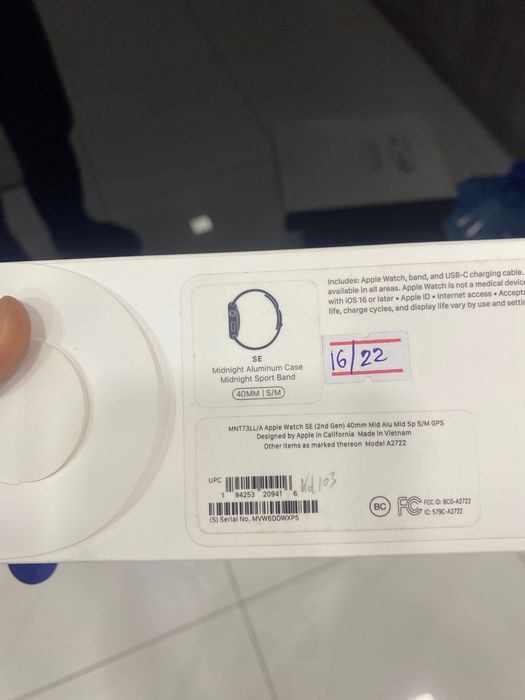 Includes: Apple Watch, band, and USB-C charging cable.
available in all areas. Apple Watch is not a medical device
with iOS 16 or later • Apple ID • Internet access •
life, charge cycles, and display life vary by use and
SE
Midnight Aluminum Case
Midnight Sport Band
40MM S/M
16/22
MNT73LL/A Apple Watch SE (2nd Gen) 40mm Mid Alu Mid Sp S/M GPS
Designed by Apple in California Made in Vietnam
Other items as marked thereon Model A2722
UPC
1 94253 20941 6
(S) Serial No. MVW6DDWXP5
BC
FC FCC ID: BCG-A2722
IC: 579C-A2722